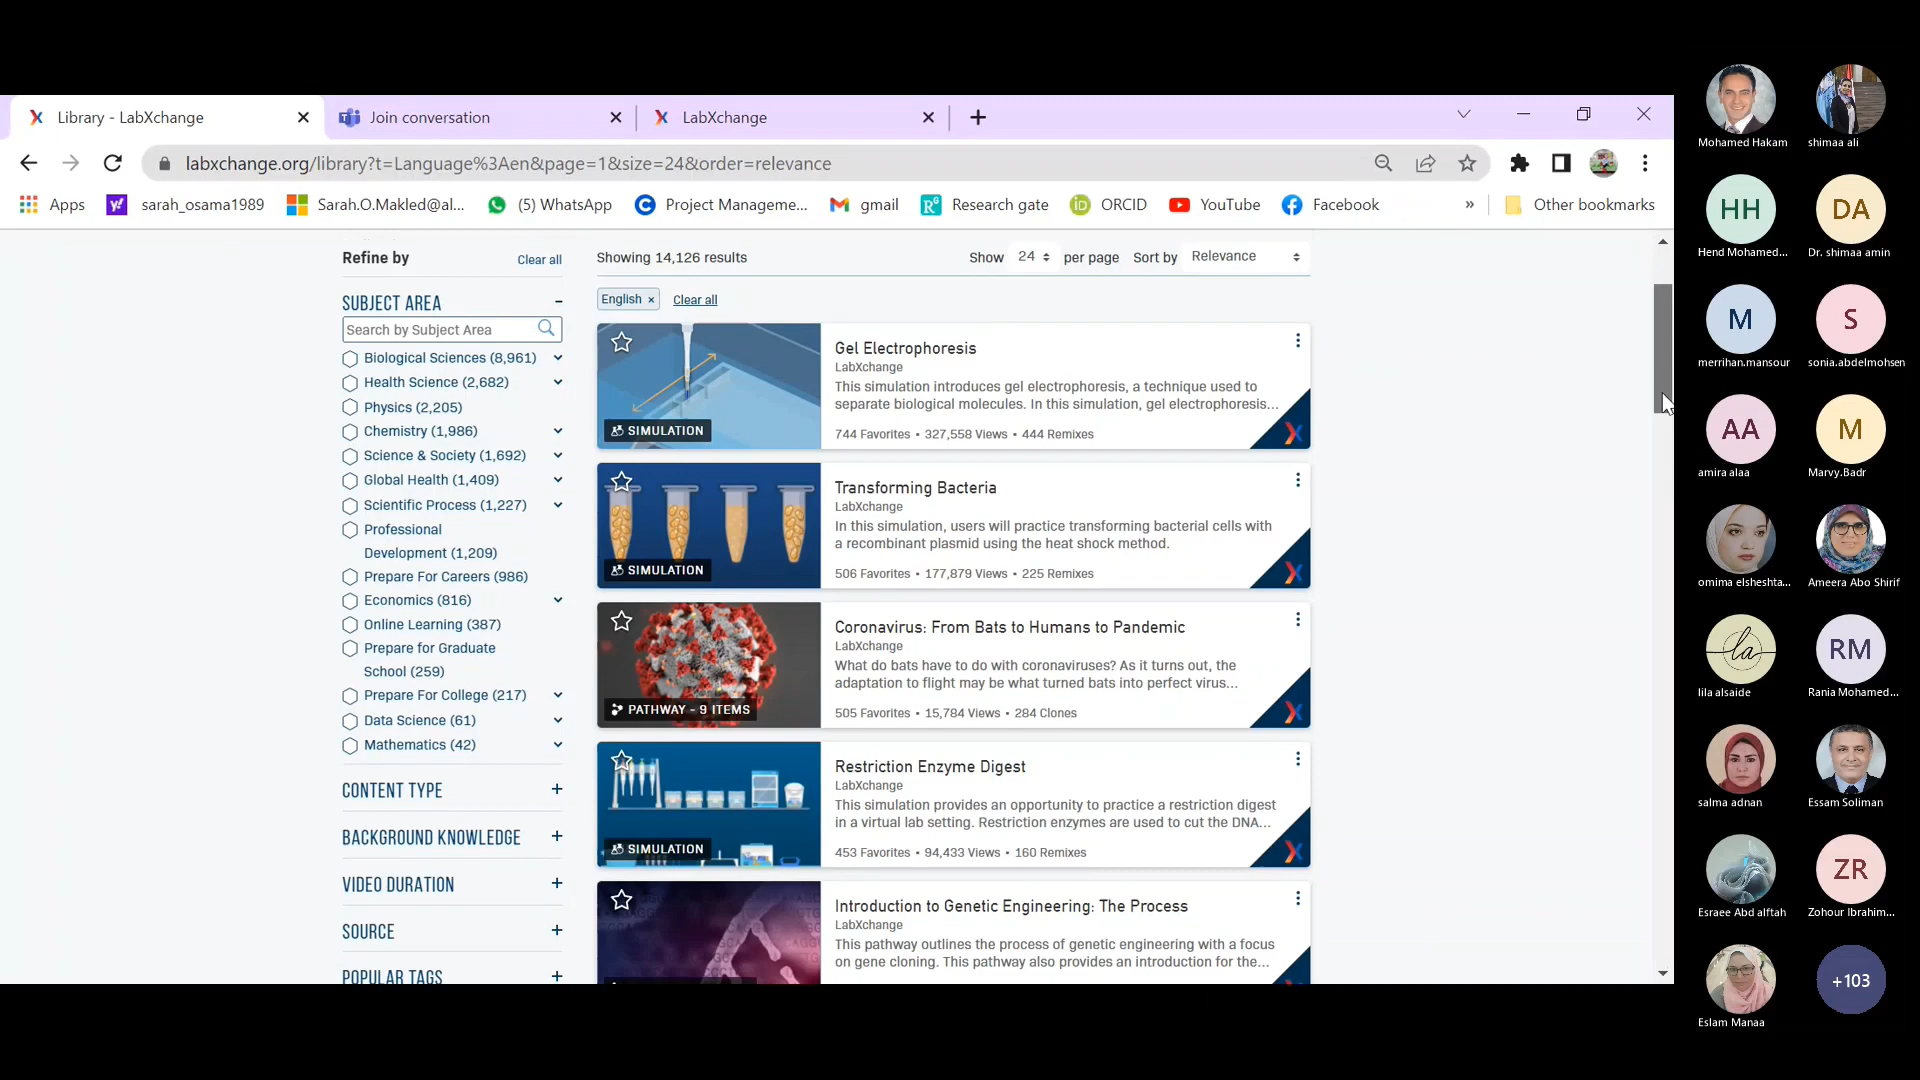 Library - LabXchange
Join conversation
LabXchange
labxchange.org/library?t=Language%3Aen&page=1&size=24&order=relevance
Apps
sarah_osama1989
Sarah.O.Makled@al...
(5) WhatsApp
Project Manageme...
gmail
Research gate
ORCID
YouTube
Facebook
»
Other bookmarks
Refine by
Clear all
SUBJECT AREA
Search by Subject Area
Biological Sciences (8,961)
Health Science (2,682)
Physics (2,205)
Chemistry (1,986)
Science & Society (1,692)
Global Health (1,409)
Scientific Process (1,227)
Professional
Development (1,209)
Prepare For Careers (986)
Economics (816)
Online Learning (387)
Prepare for Graduate
School (259)
Prepare For College (217)
Data Science (61)
Mathematics (42)
CONTENT TYPE
BACKGROUND KNOWLEDGE
VIDEO DURATION
SOURCE
POPULAR TAGS
Showing 14,126 results
Show 24 per page Sort by Relevance
English × Clear all
SIMULATION
Gel Electrophoresis
LabXchange
This simulation introduces gel electrophoresis, a technique used to
separate biological molecules. In this simulation, gel electrophoresis...
744 Favorites • 327,558 Views • 444 Remixes
SIMULATION
Transforming Bacteria
LabXchange
In this simulation, users will practice transforming bacterial cells with
a recombinant plasmid using the heat shock method.
506 Favorites • 177,879 Views • 225 Remixes
PATHWAY - 9 ITEMS
Coronavirus: From Bats to Humans to Pandemic
LabXchange
What do bats have to do with coronaviruses? As it turns out, the
adaptation to flight may be what turned bats into perfect virus...
505 Favorites • 15,784 Views • 284 Clones
SIMULATION
Restriction Enzyme Digest
LabXchange
This simulation provides an opportunity to practice a restriction digest
in a virtual lab setting. Restriction enzymes are used to cut the DNA...
453 Favorites • 94,433 Views • 160 Remixes
Introduction to Genetic Engineering: The Process
LabXchange
This pathway outlines the process of genetic engineering with a focus
on gene cloning. This pathway also provides an introduction for the...
Mohamed Hakam
shimaa ali
HH
Hend Mohamed...
DA
Dr. shimaa amin
M
merrihan.mansour
S
sonia.abdelmohsen
AA
amira alaa
M
Marvy.Badr
omima elsheshta...
Ameera Abo Shirif
la
lila alsaide
RM
Rania Mohamed...
salma adnan
Essam Soliman
Esraee Abd alftah
ZR
Zohour Ibrahim...
Eslam Manaa
+103